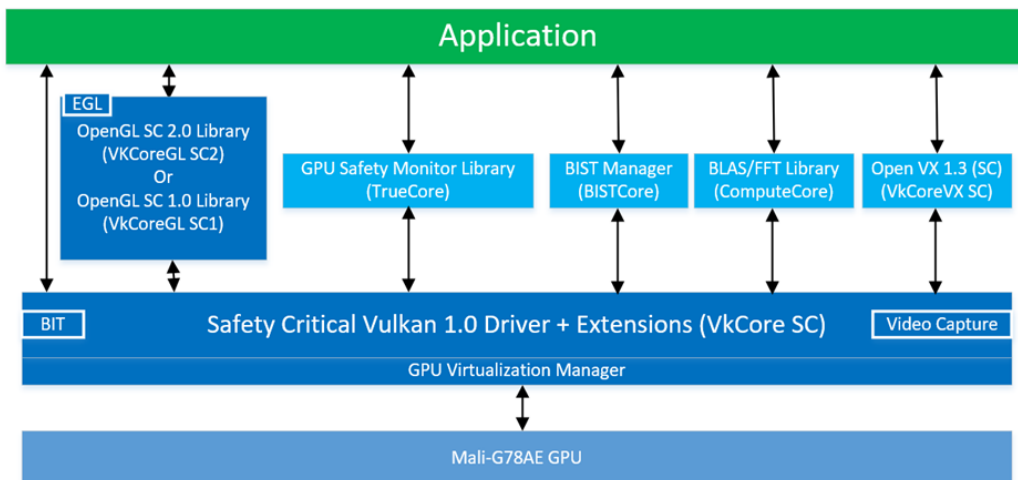 Application
EGL
OpenGL SC 2.0 Library
(VKCoreGL SC2)
Or
OpenGL SC 1.0 Library
(VkCoreGL SC1)
GPU Safety Monitor Library
(TrueCore)
BIST Manager
(BISTCore)
BLAS/FFT Library
(ComputeCore)
Open VX 1.3 (SC)
(VkCoreVX SC)
BIT
Safety Critical Vulkan 1.0 Driver + Extensions (VkCore SC)
Video Capture
GPU Virtualization Manager
Mali-G78AE GPU